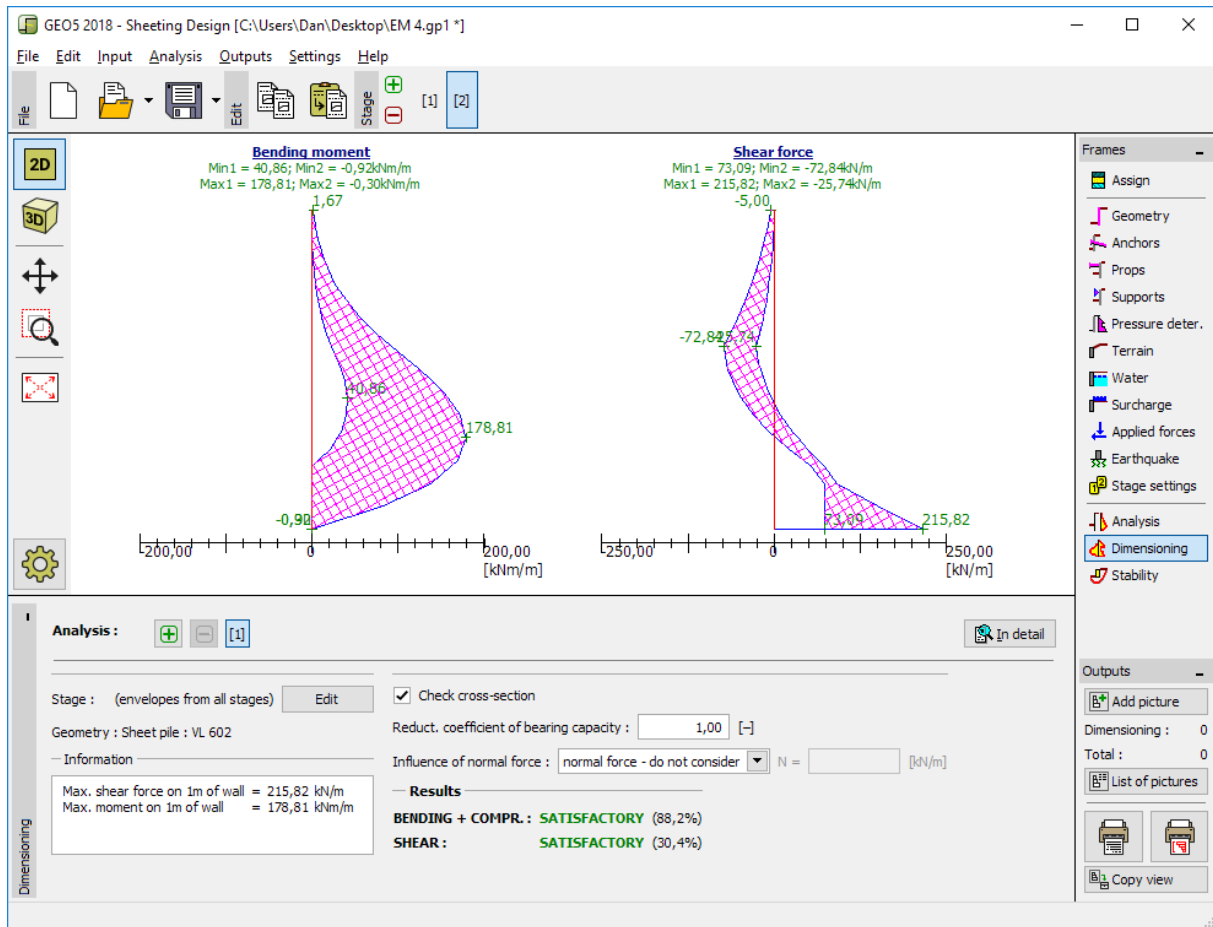 GEO5 2018 - Sheeting Design [C:\Users\Dan\Desktop\EM 4.gp1 *]
File Edit Input Analysis Outputs Settings Help
File
Edit
Stage
[1] [2]
2D
3D
Bending moment
Min1 = 40,86; Min2 = -0,92kNm/m
Max1 = 178,81; Max2 = -0,30kNm/m
1,67
40,86
178,81
-200,00 0 200,00
[kNm/m]
Shear force
Min1 = 73,09; Min2 = -72,84kN/m
Max1 = 215,82; Max2 = -25,74kN/m
-5,00
-72,84 -25,74
73,09 215,82
-250,00 0 250,00
[kN/m]
Frames
Assign
Geometry
Anchors
Props
Supports
Pressure deter.
Terrain
Water
Surcharge
Applied forces
Earthquake
Stage settings
Analysis
Dimensioning
Stability
Dimensioning
Analysis : [1] In detail
Stage : (envelopes from all stages) Edit
Geometry : Sheet pile : VL 602
Information
Max. shear force on 1m of wall = 215,82 kN/m
Max. moment on 1m of wall = 178,81 kNm/m
Check cross-section
Reduct. coefficient of bearing capacity : 1,00 [–]
Influence of normal force : normal force - do not consider N = [kN/m]
Results
BENDING + COMPR. : SATISFACTORY (88,2%)
SHEAR : SATISFACTORY (30,4%)
Outputs
Add picture
Dimensioning : 0
Total : 0
List of pictures
Copy view